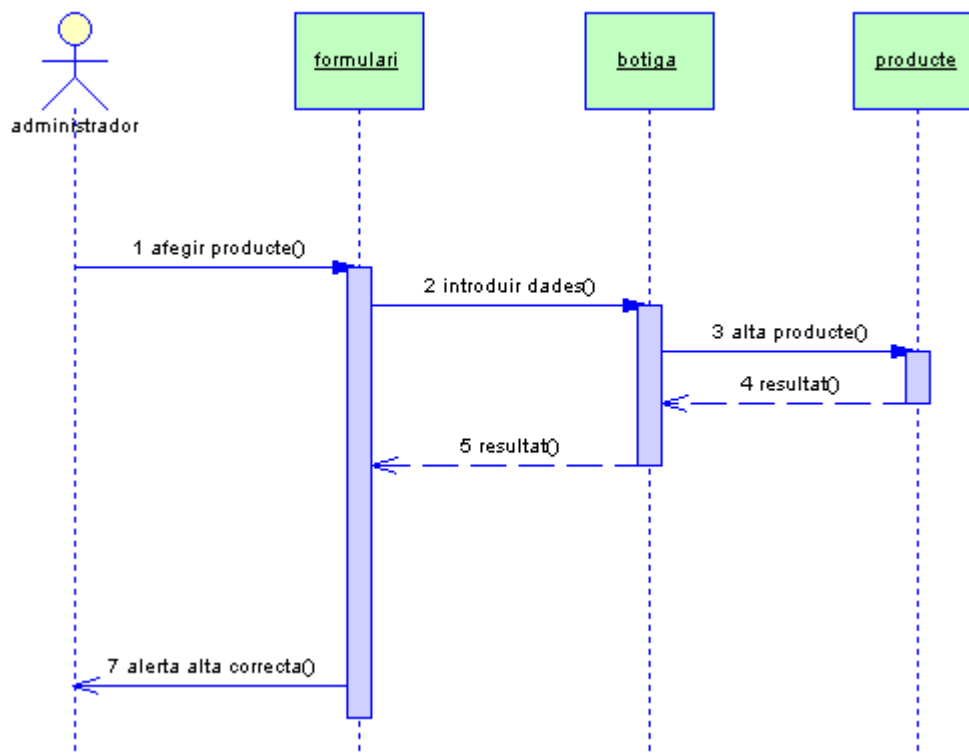 formulari
botiga
producte
administrador
1 afegir producte()
2 introduir dades()
3 alta producte()
4 resultat()
5 resultat()
7 alerta alta correcta()